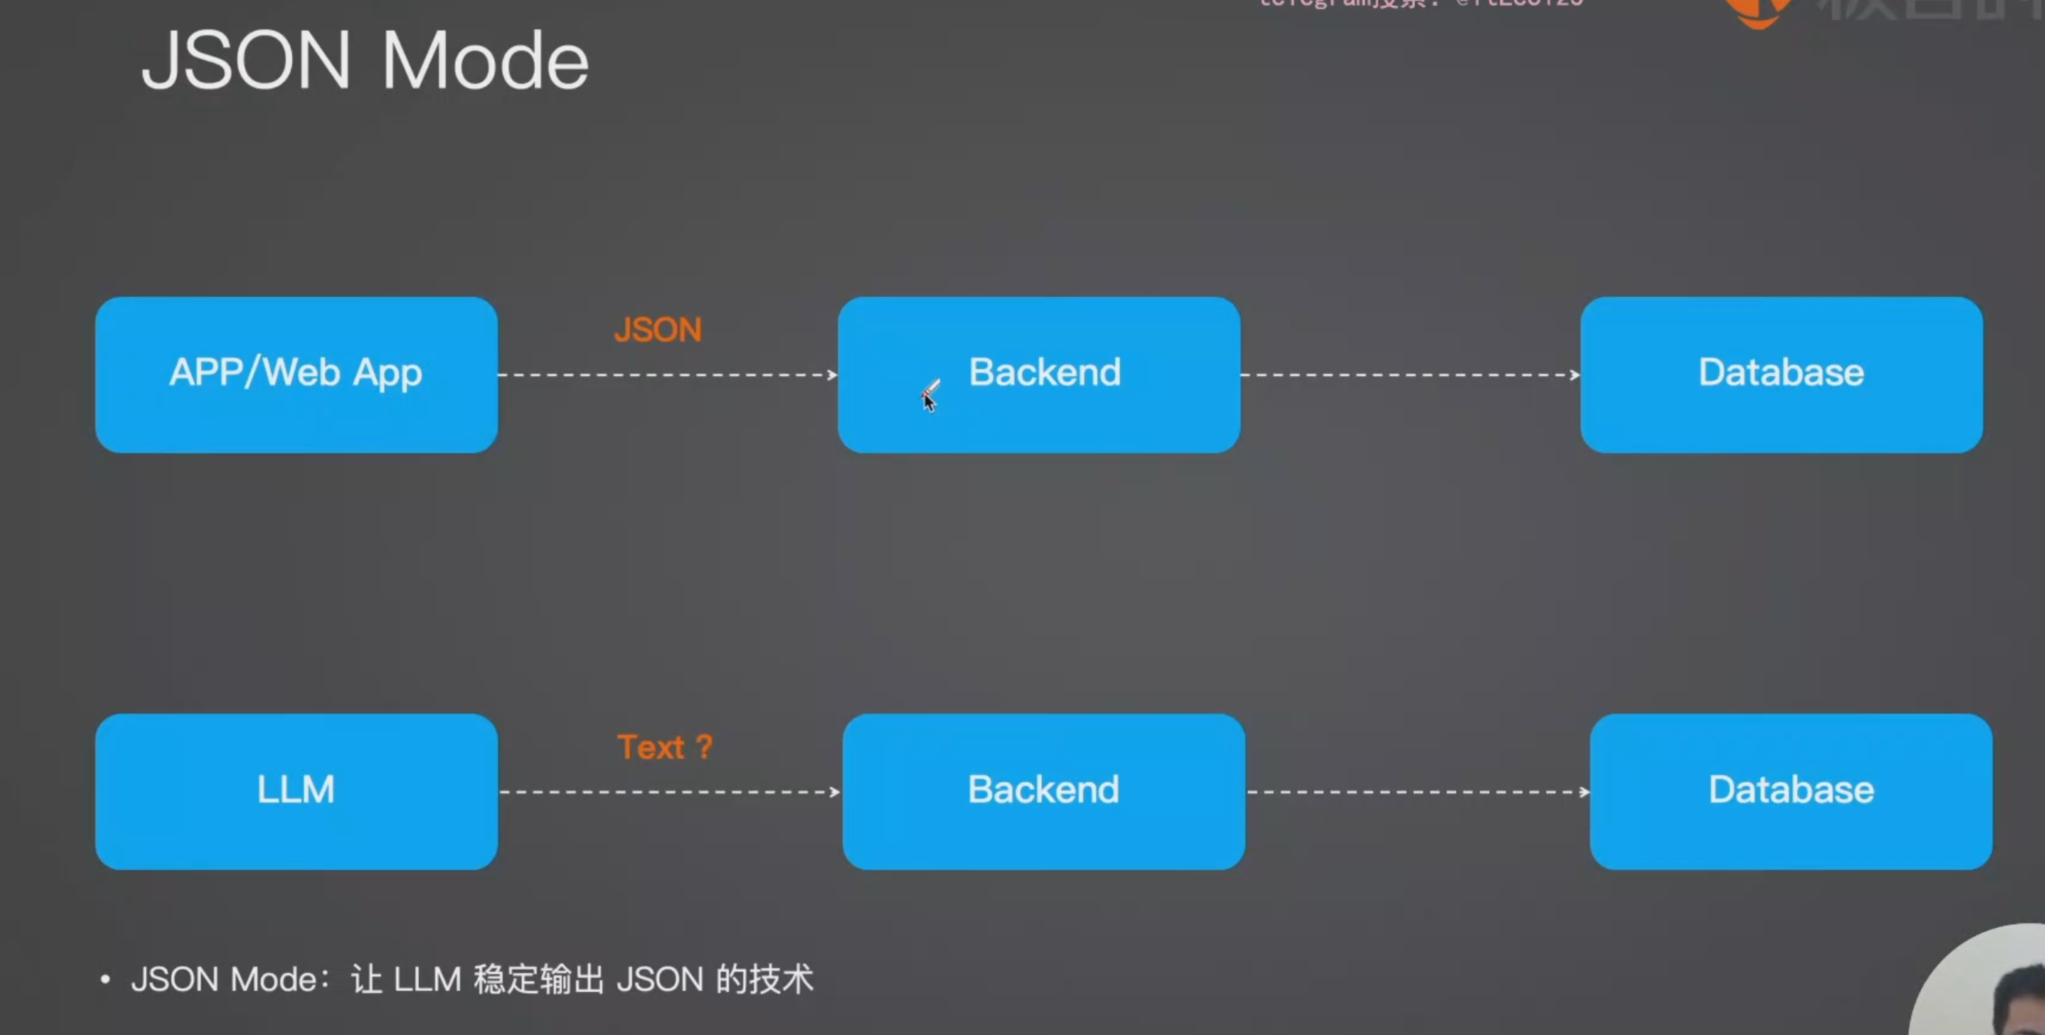 JSON Mode
JSON
APP/Web App
Backend
Database
Text ?
LLM
Backend
Database
• JSON Mode：让 LLM 稳定输出 JSON 的技术